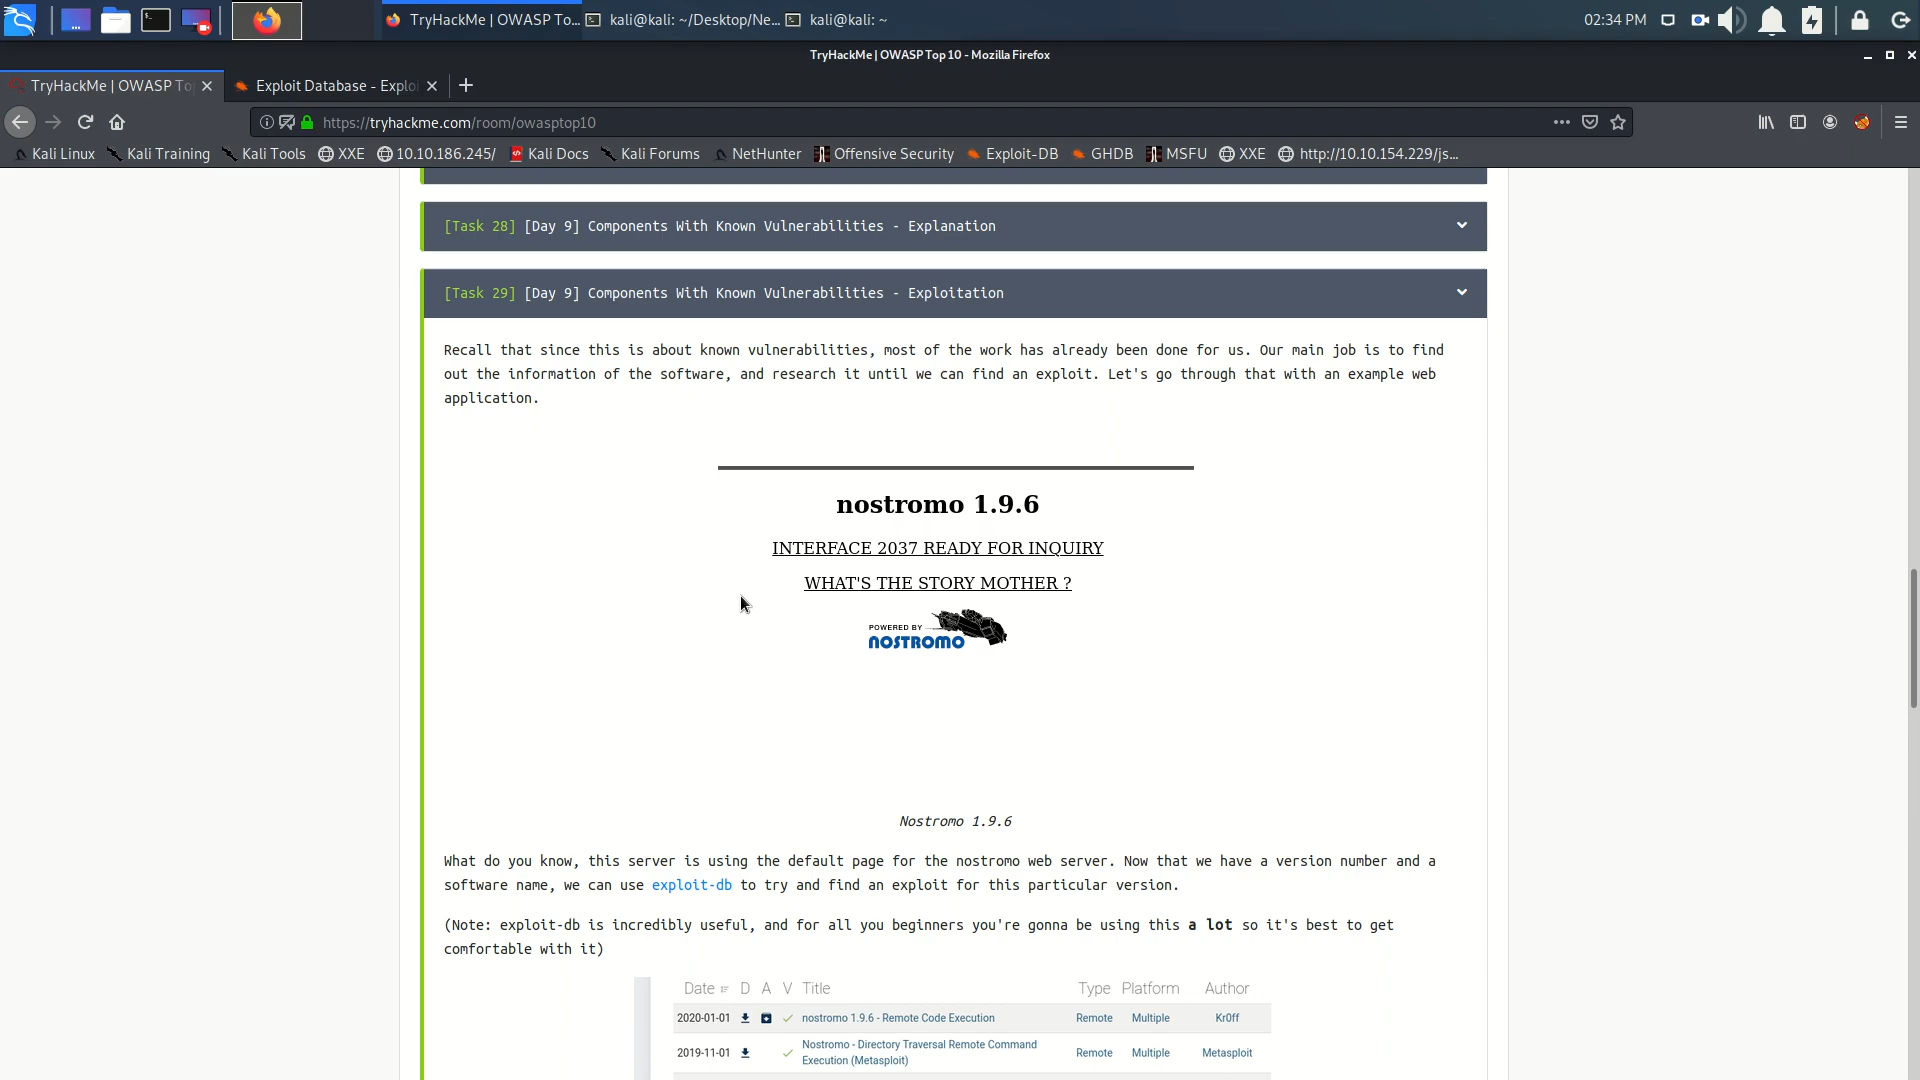 TryHackMe | OWASP To...
kali@kali: ~/Desktop/Ne...
kali@kali: ~
02:34 PM
TryHackMe | OWASP Top 10 - Mozilla Firefox
TryHackMe | OWASP To
Exploit Database - Explo
https://tryhackme.com/room/owasptop10
Kali Linux
Kali Training
Kali Tools
XXE
10.10.186.245/
Kali Docs
Kali Forums
NetHunter
Offensive Security
Exploit-DB
GHDB
MSFU
XXE
http://10.10.154.229/js...
[Task 28] [Day 9] Components With Known Vulnerabilities - Explanation
[Task 29] [Day 9] Components With Known Vulnerabilities - Exploitation
Recall that since this is about known vulnerabilities, most of the work has already been done for us. Our main job is to find
out the information of the software, and research it until we can find an exploit. Let's go through that with an example web
application.
nostromo 1.9.6
INTERFACE 2037 READY FOR INQUIRY
WHAT'S THE STORY MOTHER ?
POWERED BY
NOSTROMO
Nostromo 1.9.6
What do you know, this server is using the default page for the nostromo web server. Now that we have a version number and a
software name, we can use exploit-db to try and find an exploit for this particular version.
(Note: exploit-db is incredibly useful, and for all you beginners you're gonna be using this a lot so it's best to get
comfortable with it)
Date D A V Title Type Platform Author
2020-01-01 nostromo 1.9.6 - Remote Code Execution Remote Multiple Kr0ff
2019-11-01 Nostromo - Directory Traversal Remote Command Execution (Metasploit) Remote Multiple Metasploit